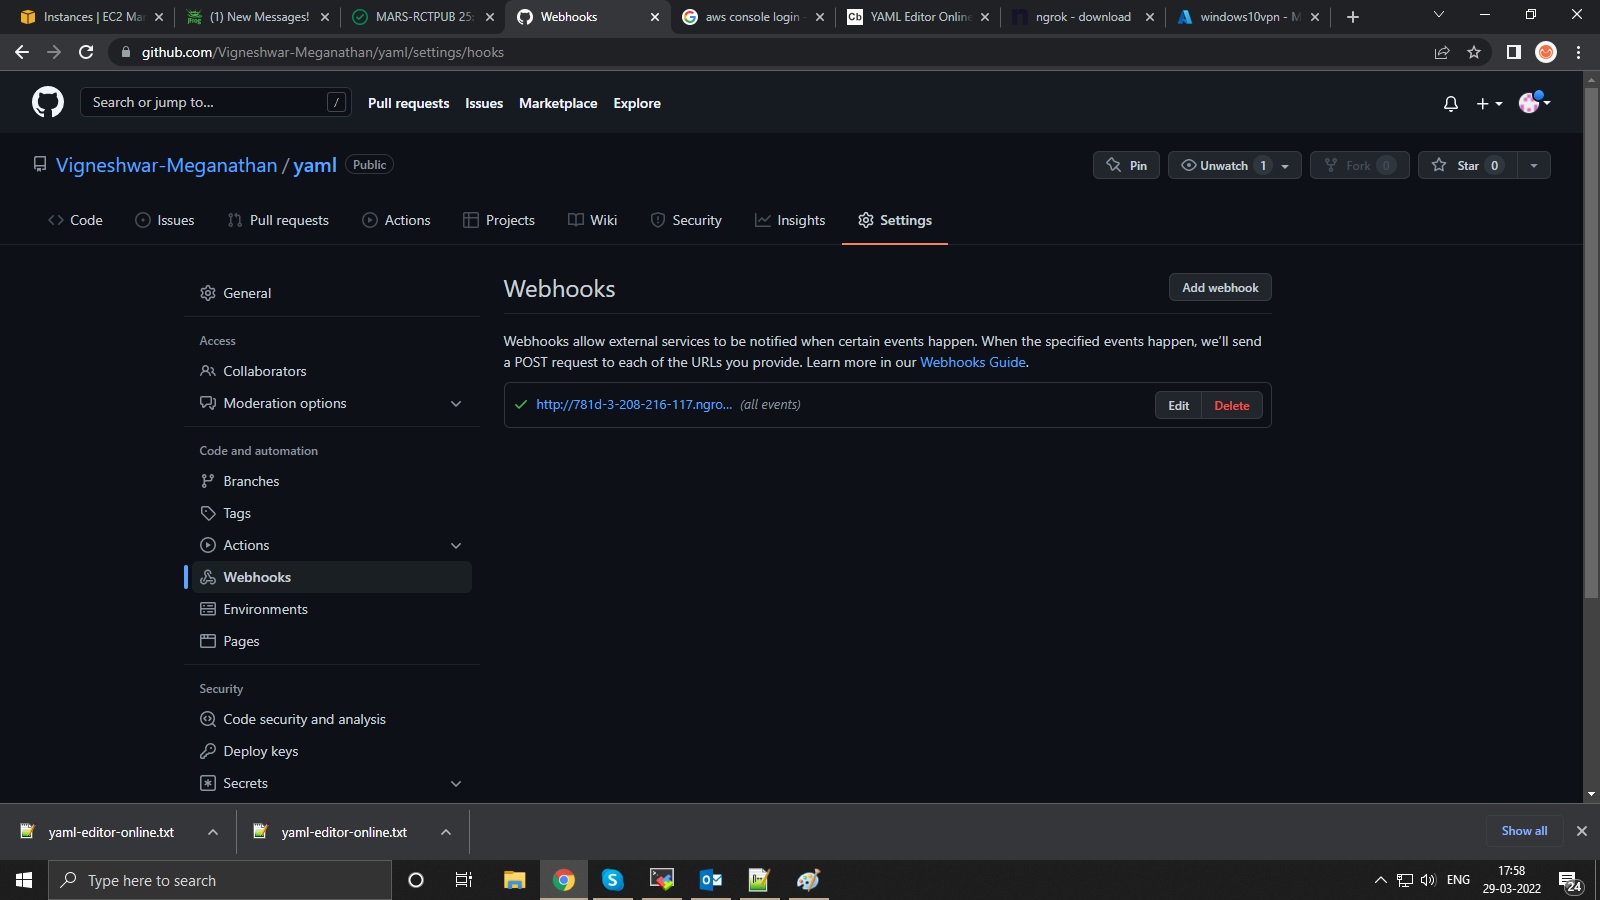 Instances | EC2 Mar
(1) New Messages!
MARS-RCTPUB 25:
Webhooks
aws console login -
Cb YAML Editor Online
ngrok - download
windows10vpn - M
github.com/Vigneshwar-Meganathan/yaml/settings/hooks
Search or jump to... /
Pull requests
Issues
Marketplace
Explore
Vigneshwar-Meganathan / yaml Public
Pin
Unwatch 1
Fork 0
Star 0
Code
Issues
Pull requests
Actions
Projects
Wiki
Security
Insights
Settings
General
Access
Collaborators
Moderation options
Code and automation
Branches
Tags
Actions
Webhooks
Environments
Pages
Security
Code security and analysis
Deploy keys
Secrets
Webhooks
Add webhook
Webhooks allow external services to be notified when certain events happen. When the specified events happen, we'll send
a POST request to each of the URLs you provide. Learn more in our Webhooks Guide.
http://781d-3-208-216-117.ngro... (all events)
Edit
Delete
yaml-editor-online.txt
yaml-editor-online.txt
Show all
Type here to search
ENG
17:58
29-03-2022
24